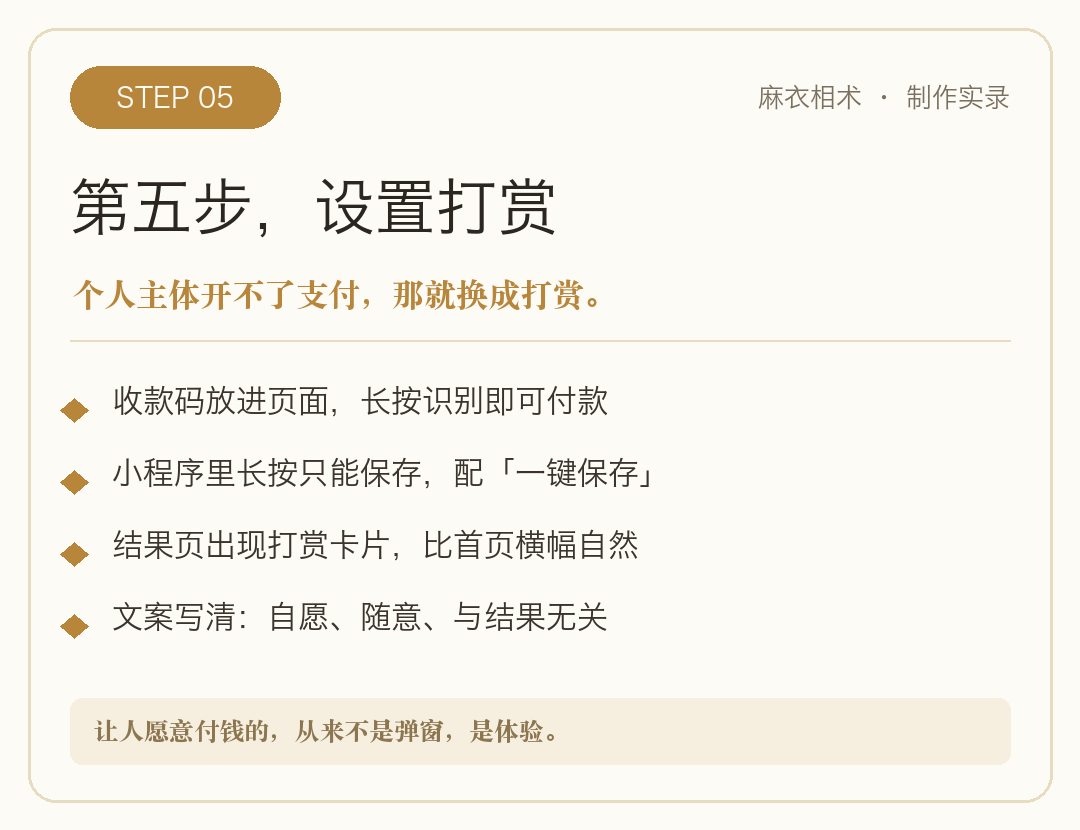 STEP 05
麻衣相术 · 制作实录
第五步，设置打赏
个人主体开不了支付，那就换成打赏。
收款码放进页面，长按识别即可付款
小程序里长按只能保存，配「一键保存」
结果页出现打赏卡片，比首页横幅自然
文案写清：自愿、随意、与结果无关
让人愿意付钱的，从来不是弹窗，是体验。